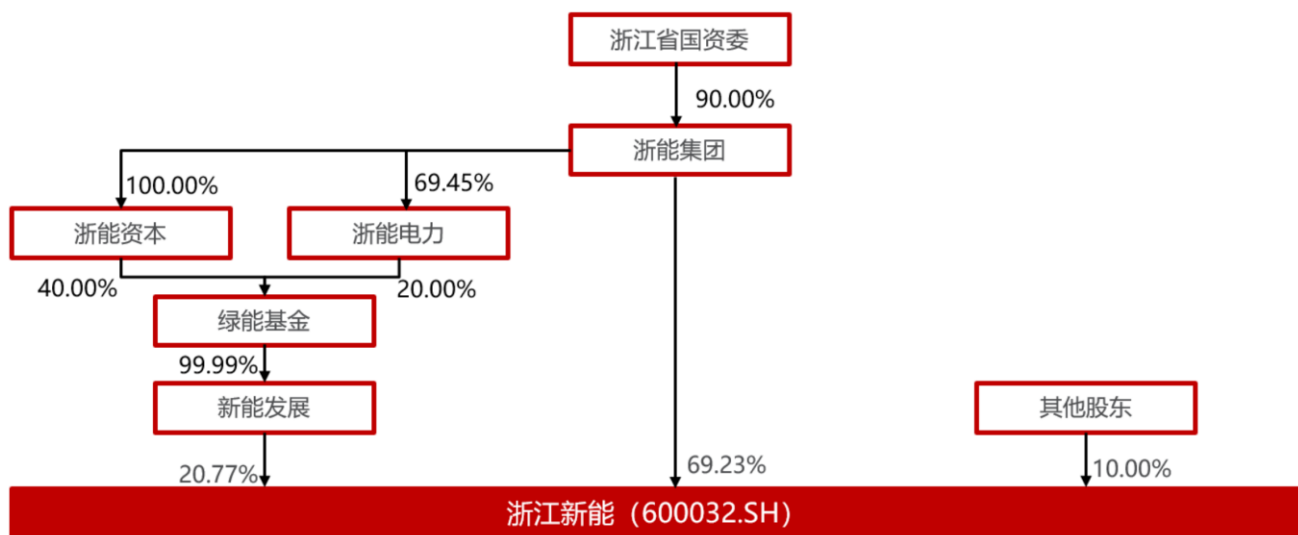 浙江省国资委
90.00%
浙能集团
100.00%
69.45%
浙能资本
浙能电力
40.00%
20.00%
绿能基金
99.99%
新能发展
其他股东
20.77%
69.23%
10.00%
浙江新能（600032.SH）